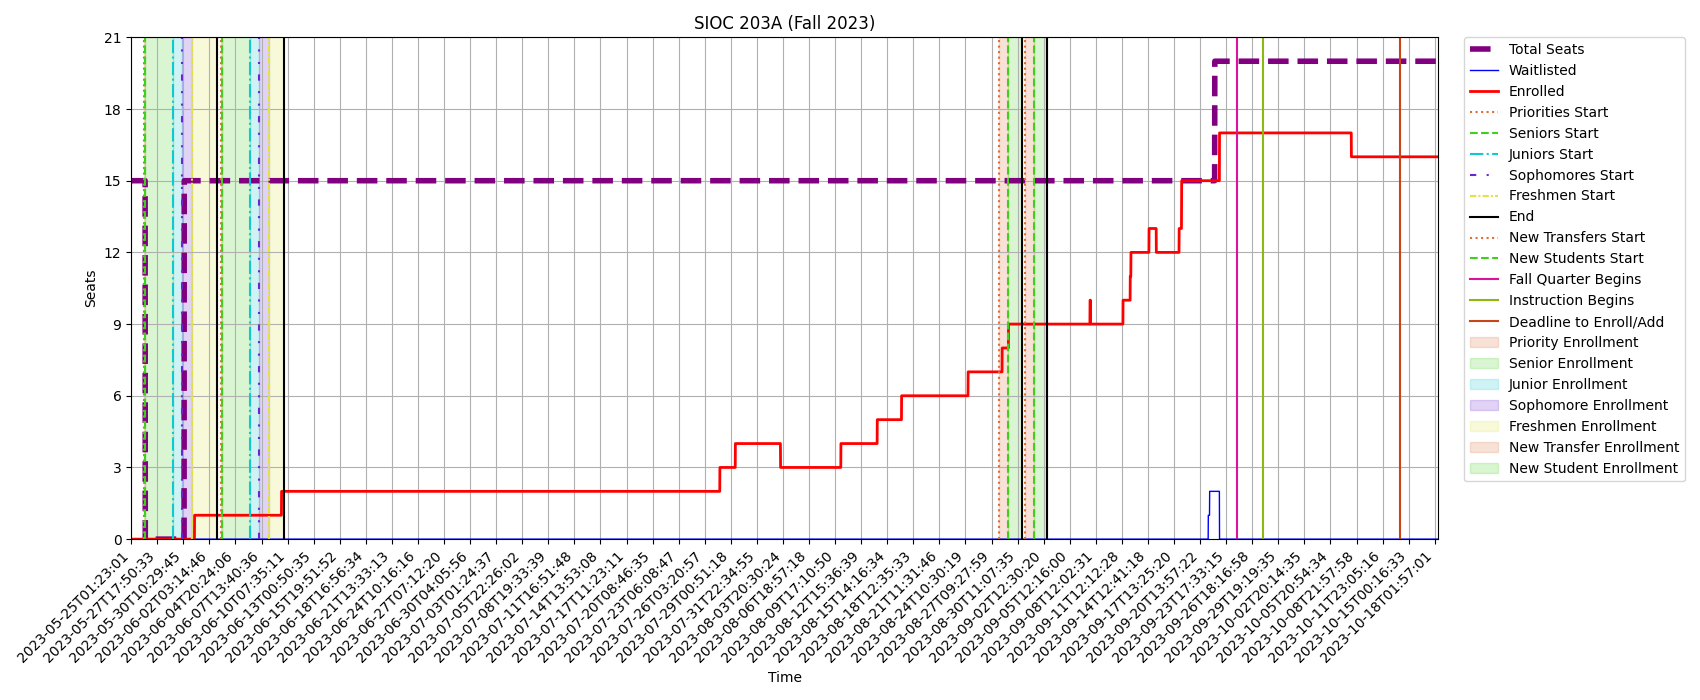 SIOC 203A (Fall 2023)
21
18
15
12
9
6
3
0
Seats
2023-05-25T01:23:01
2023-05-27T17:50:33
2023-05-30T10:29:45
2023-06-02T03:14:46
2023-06-04T20:24:06
2023-06-07T13:40:36
2023-06-10T07:35:11
2023-06-13T00:50:35
2023-06-15T19:51:52
2023-06-18T16:56:34
2023-06-21T13:33:13
2023-06-24T10:16:16
2023-06-27T07:12:20
2023-06-30T04:05:56
2023-07-03T01:24:37
2023-07-05T22:26:02
2023-07-08T19:33:39
2023-07-11T16:51:48
2023-07-14T13:53:08
2023-07-17T11:23:11
2023-07-20T08:46:35
2023-07-23T06:08:47
2023-07-26T03:20:57
2023-07-29T00:51:18
2023-07-31T22:34:55
2023-08-03T20:30:24
2023-08-06T18:57:18
2023-08-09T17:10:50
2023-08-12T15:36:39
2023-08-15T14:16:34
2023-08-18T12:35:33
2023-08-21T11:31:46
2023-08-24T10:30:19
2023-08-27T09:27:59
2023-08-30T11:07:35
2023-09-02T12:30:20
2023-09-05T12:16:00
2023-09-08T12:02:31
2023-09-11T12:12:28
2023-09-14T12:41:18
2023-09-17T13:25:20
2023-09-20T13:57:22
2023-09-23T17:33:15
2023-09-26T18:16:58
2023-09-29T19:19:35
2023-10-02T20:14:35
2023-10-05T20:54:34
2023-10-08T21:57:58
2023-10-11T23:05:16
2023-10-15T00:16:33
2023-10-18T01:57:01
Time
Total Seats
Waitlisted
Enrolled
Priorities Start
Seniors Start
Juniors Start
Sophomores Start
Freshmen Start
End
New Transfers Start
New Students Start
Fall Quarter Begins
Instruction Begins
Deadline to Enroll/Add
Priority Enrollment
Senior Enrollment
Junior Enrollment
Sophomore Enrollment
Freshmen Enrollment
New Transfer Enrollment
New Student Enrollment